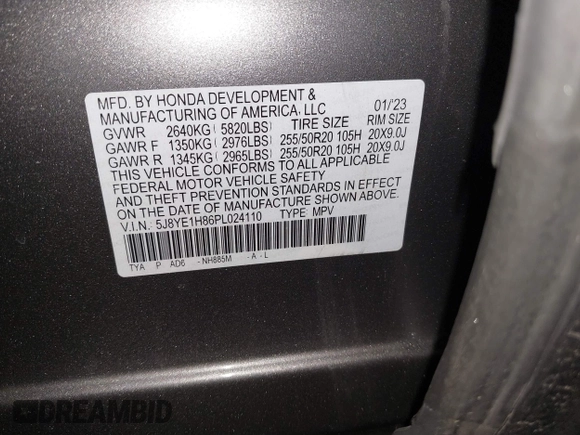 MFD. BY HONDA DEVELOPMENT &
MANUFACTURING OF AMERICA, LLC 01/'23
GVWR 2640KG ( 5820LBS) TIRE SIZE RIM SIZE
GAWR F 1350KG ( 2976LBS) 255/50R20 105H 20X9.0J
GAWR R 1345KG ( 2965LBS) 255/50R20 105H 20X9.0J
THIS VEHICLE CONFORMS TO ALL APPLICABLE
FEDERAL MOTOR VEHICLE SAFETY
AND THEFT PREVENTION STANDARDS IN EFFECT
ON THE DATE OF MANUFACTURE SHOWN ABOVE.
V.I.N.: 5J8YE1H86PL024110 TYPE MPV
TYA P AD6 -NH885M -A-L
DREAMBID